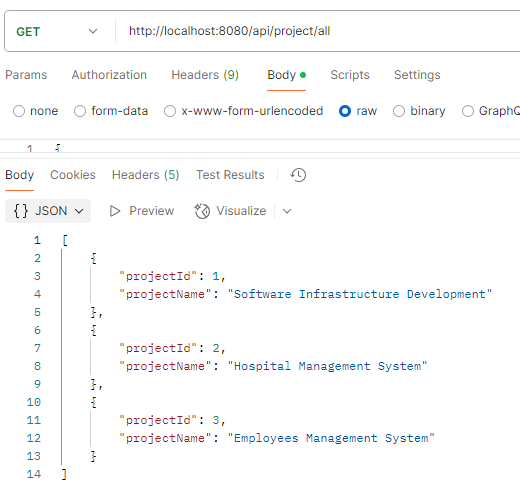 GET http://localhost:8080/api/project/all
Params Authorization Headers (9) Body Scripts Settings
none form-data x-www-form-urlencoded raw binary GraphQ
1 {
Body Cookies Headers (5) Test Results
{} JSON Preview Visualize
1 [
2 {
3 "projectId": 1,
4 "projectName": "Software Infrastructure Development"
5 },
6 {
7 "projectId": 2,
8 "projectName": "Hospital Management System"
9 },
10 {
11 "projectId": 3,
12 "projectName": "Employees Management System"
13 }
14 ]